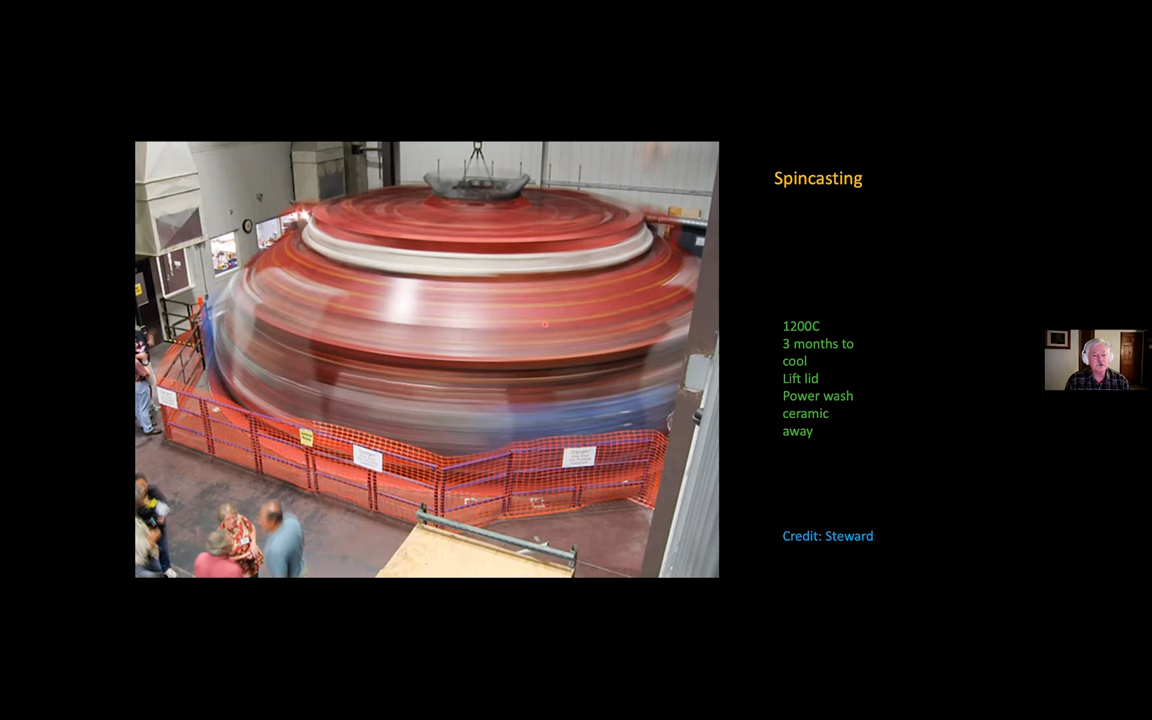 Spincasting
1200C
3 months to
cool
Lift lid
Power wash
ceramic
away
Credit: Steward